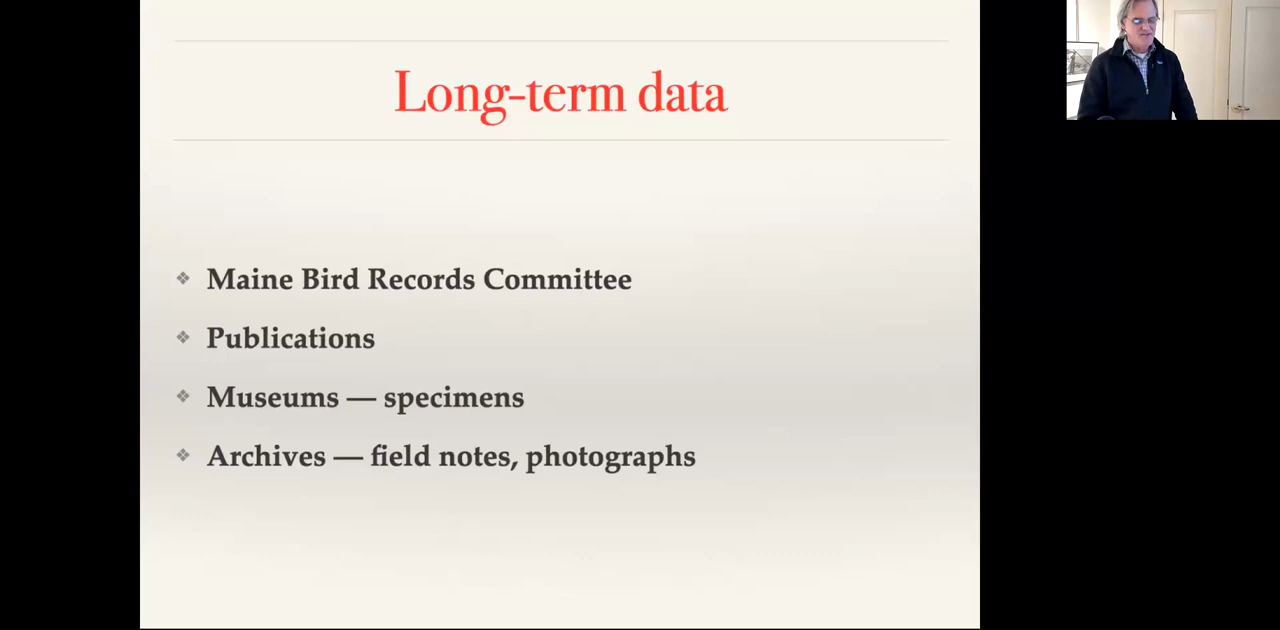 Long-term data
Maine Bird Records Committee
Publications
Museums — specimens
Archives — field notes, photographs